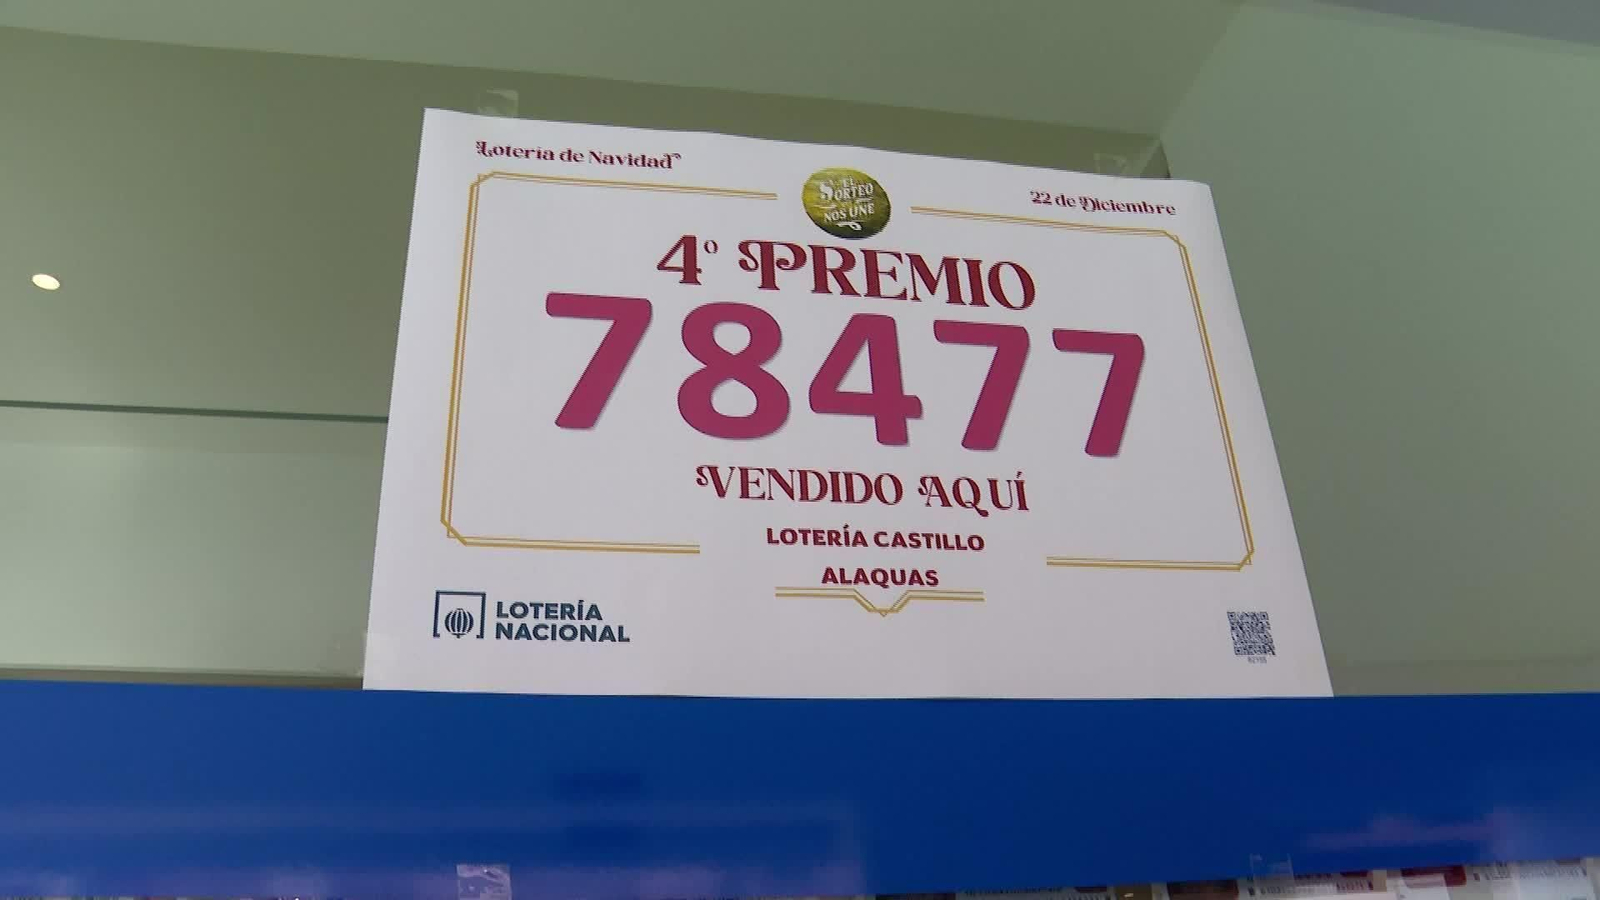 Lotería de Navidad
22 de Diciembre
EL
SORTEO
NOS UNE
4º PREMIO
78477
VENDIDO AQUÍ
LOTERÍA CASTILLO
ALAQUAS
LOTERÍA
NACIONAL